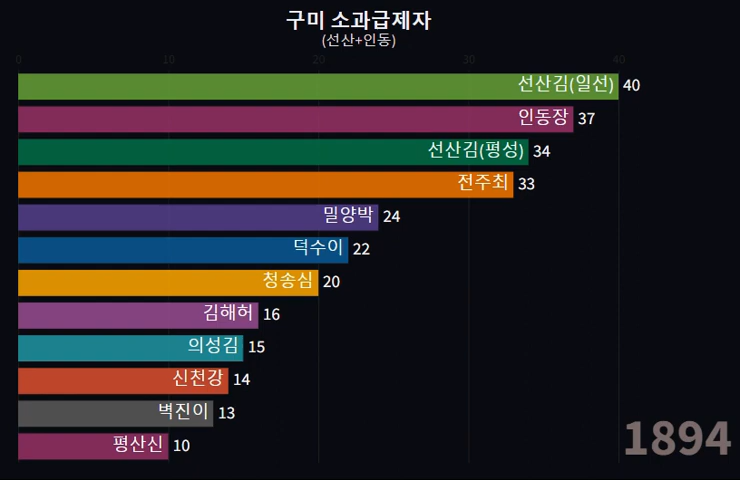 구미 소과급제자
(선산+인동)
0 10 20 30 40
선산김(일선) 40
인동장 37
선산김(평성) 34
전주최 33
밀양박 24
덕수이 22
청송심 20
김해허 16
의성김 15
신천강 14
벽진이 13
평산신 10
1894